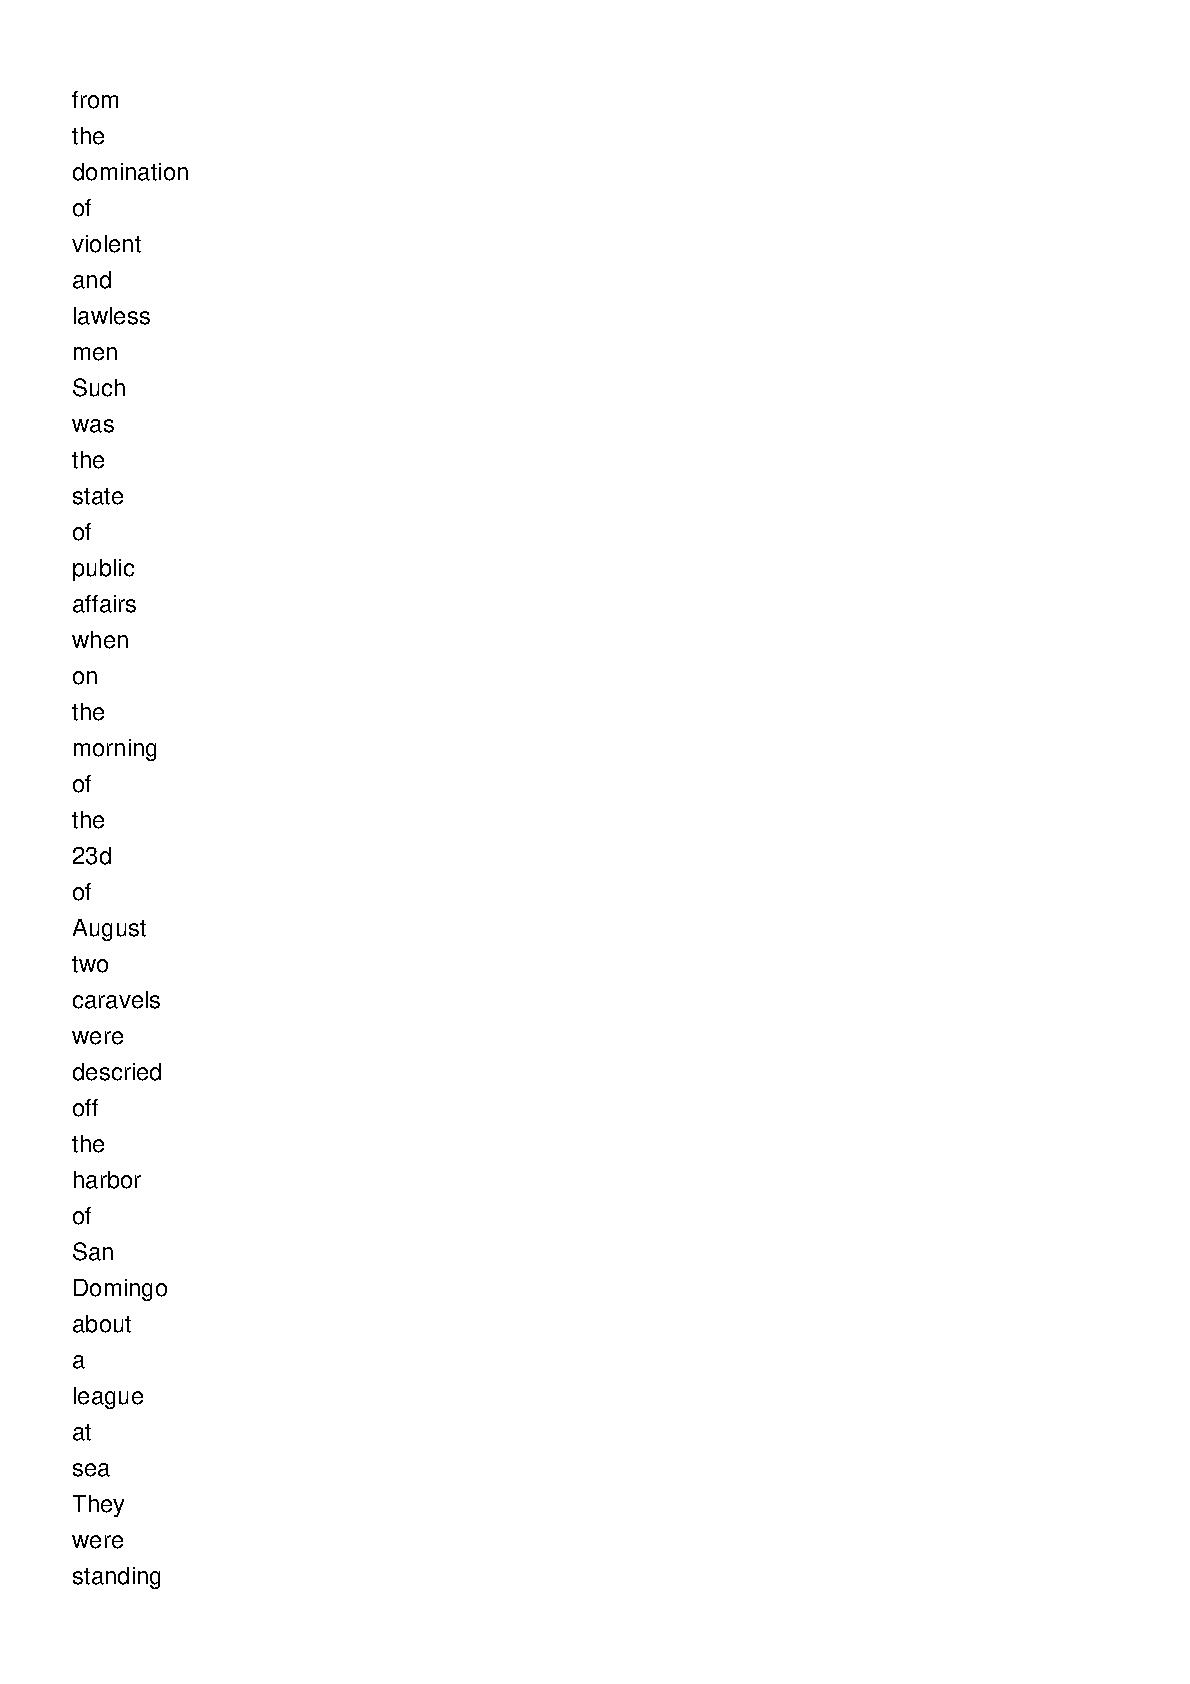 from
the
domination
of
violent
and
lawless
men
Such
was
the
state
of
public
affairs
when
on
the
morning
of
the
23d
of
August
two
caravels
were
descried
off
the
harbor
of
San
Domingo
about
a
league
at
sea
They
were
standing